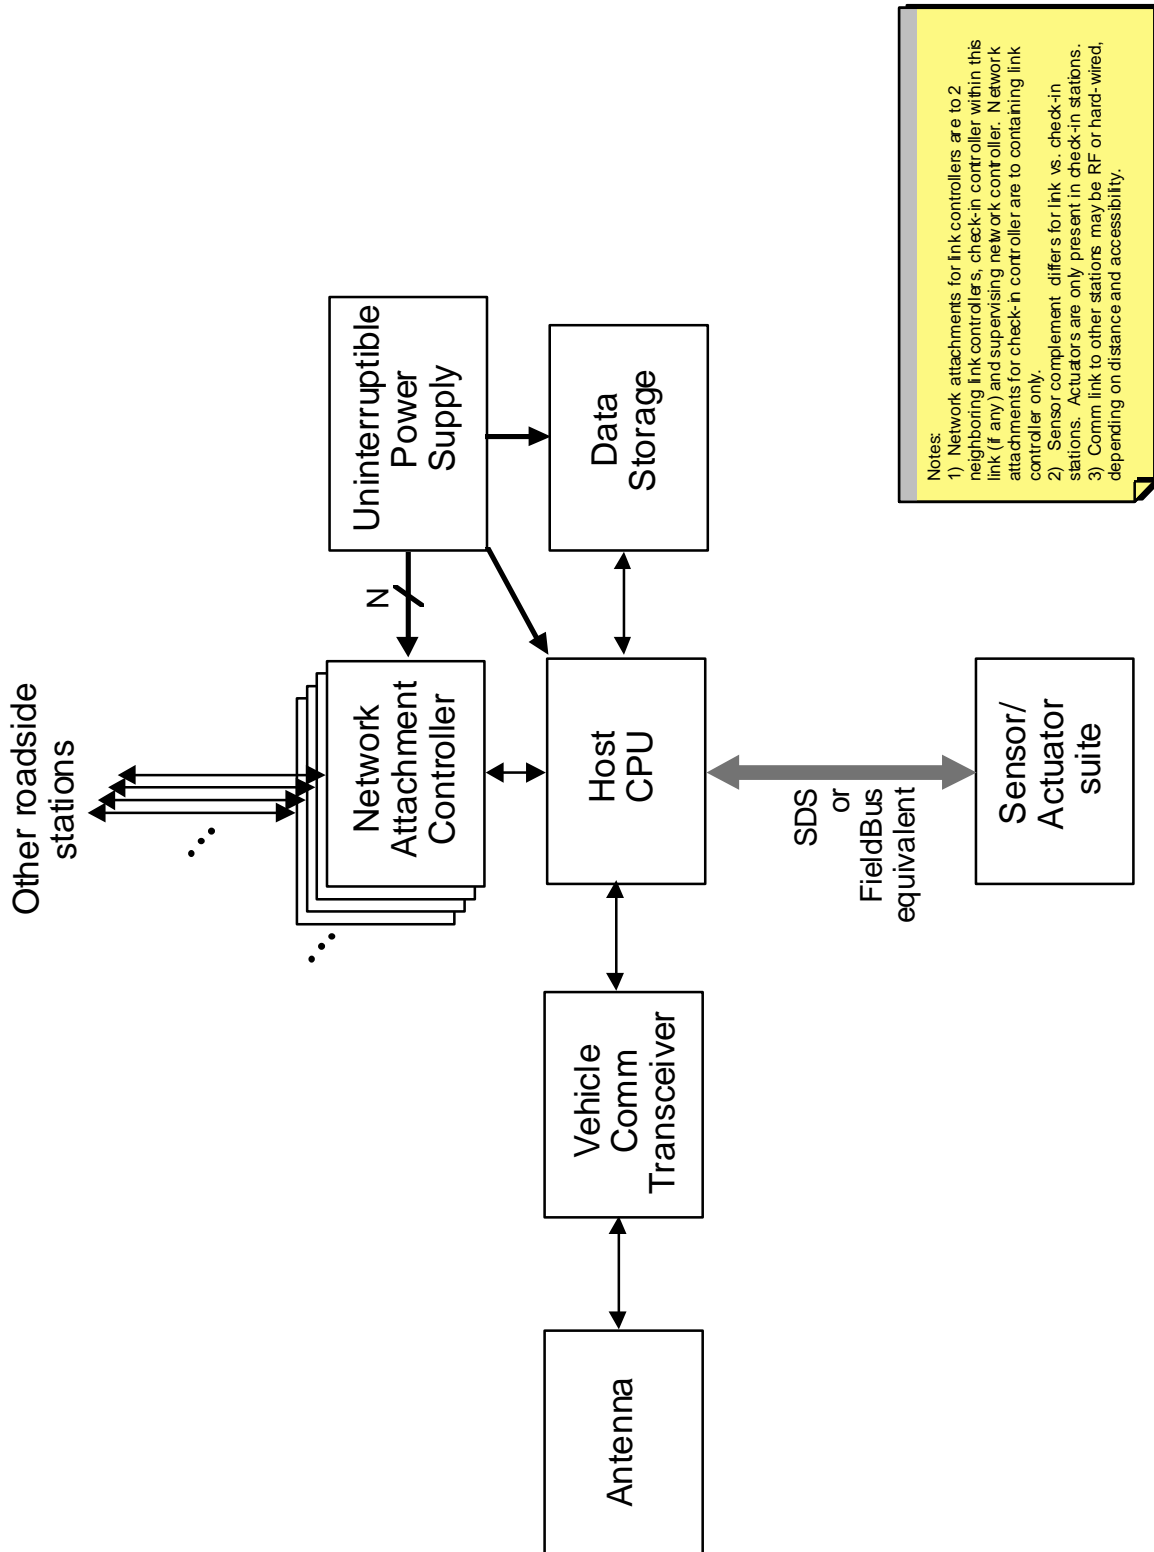 Other roadside
stations
Uninterruptible
Power
Supply
N
Network
Attachment
Controller
Data
Storage
Host
CPU
Vehicle
Comm
Transceiver
Antenna
SDS
or
FieldBus
equivalent
Sensor/
Actuator
suite
Notes:
1) Network attachments for link controllers are to 2
neighboring link controllers, check-in controller within this
link (if any) and supervising network controller. Network
attachments for check-in controller are to containing link
controller only.
2) Sensor complement differs for link vs. check-in
stations. Actuators are only present in check-in stations.
3) Comm link to other stations may be RF or hard-wired,
depending on distance and accessibility.